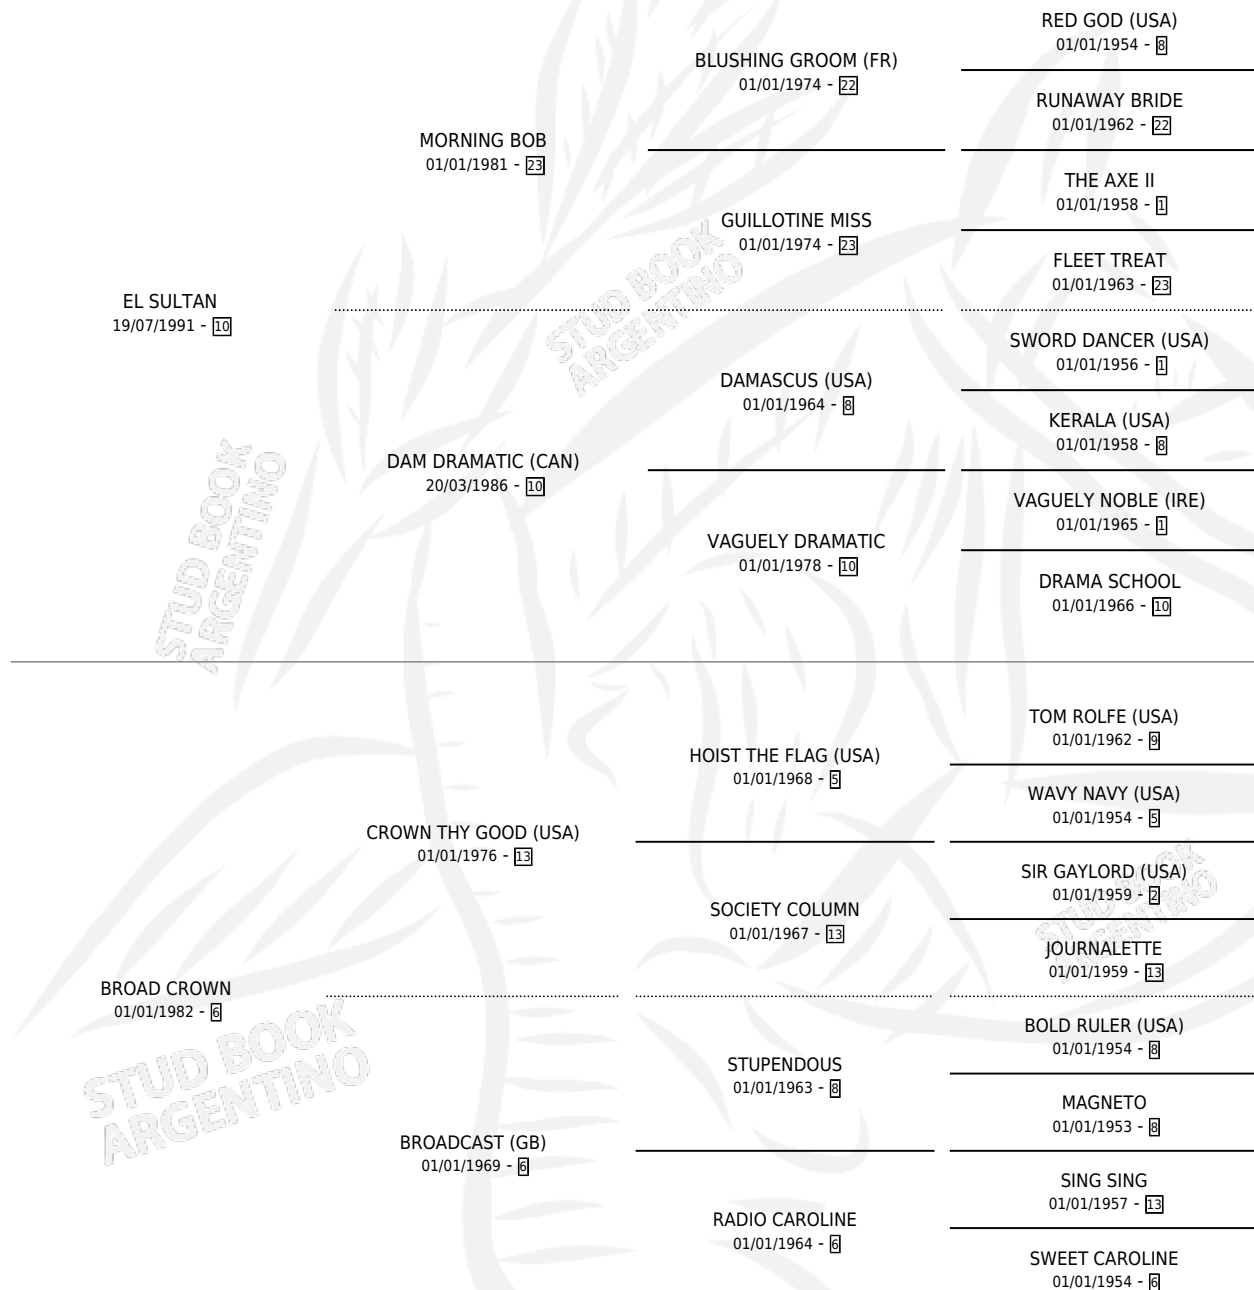 RED GOD (USA)
01/01/1954 - 8
BLUSHING GROOM (FR)
01/01/1974 - 22
RUNAWAY BRIDE
01/01/1962 - 22
MORNING BOB
01/01/1981 - 23
THE AXE II
01/01/1958 - 1
GUILLOTINE MISS
01/01/1974 - 23
FLEET TREAT
01/01/1963 - 23
EL SULTAN
19/07/1991 - 10
SWORD DANCER (USA)
01/01/1956 - 1
DAMASCUS (USA)
01/01/1964 - 8
KERALA (USA)
01/01/1958 - 8
DAM DRAMATIC (CAN)
20/03/1986 - 10
VAGUELY NOBLE (IRE)
01/01/1965 - 1
VAGUELY DRAMATIC
01/01/1978 - 10
DRAMA SCHOOL
01/01/1966 - 10
TOM ROLFE (USA)
01/01/1962 - 9
HOIST THE FLAG (USA)
01/01/1968 - 5
WAVY NAVY (USA)
01/01/1954 - 5
CROWN THY GOOD (USA)
01/01/1976 - 13
SIR GAYLORD (USA)
01/01/1959 - 2
SOCIETY COLUMN
01/01/1967 - 13
JOURNALETTE
01/01/1959 - 13
BROAD CROWN
01/01/1982 - 6
BOLD RULER (USA)
01/01/1954 - 8
STUPENDOUS
01/01/1963 - 8
MAGNETO
01/01/1953 - 8
BROADCAST (GB)
01/01/1969 - 6
SING SING
01/01/1957 - 13
RADIO CAROLINE
01/01/1964 - 6
SWEET CAROLINE
01/01/1954 - 6
STUD BOOK
ARGENTINO
STUD BOOK
ARGENTINO
STUD BOOK
ARGENTINO
STUD BOOK
ARGENTINO